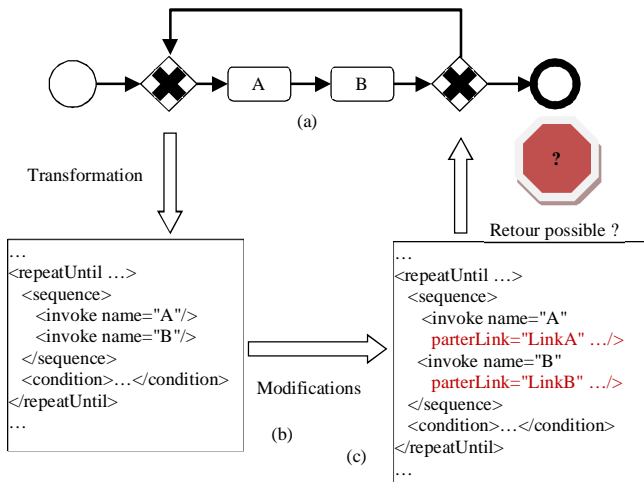 A
B
(a)
?
Transformation
Retour possible ?
…
<repeatUntil …>
<sequence>
<invoke name="A"/>
<invoke name="B"/>
</sequence>
<condition>…</condition>
</repeatUntil>
…
Modifications
(b)
…
<repeatUntil …>
<sequence>
<invoke name="A"
parterLink="LinkA" …/>
<invoke name="B"
parterLink="LinkB" …/>
</sequence>
<condition>…</condition>
</repeatUntil>
…
(c)